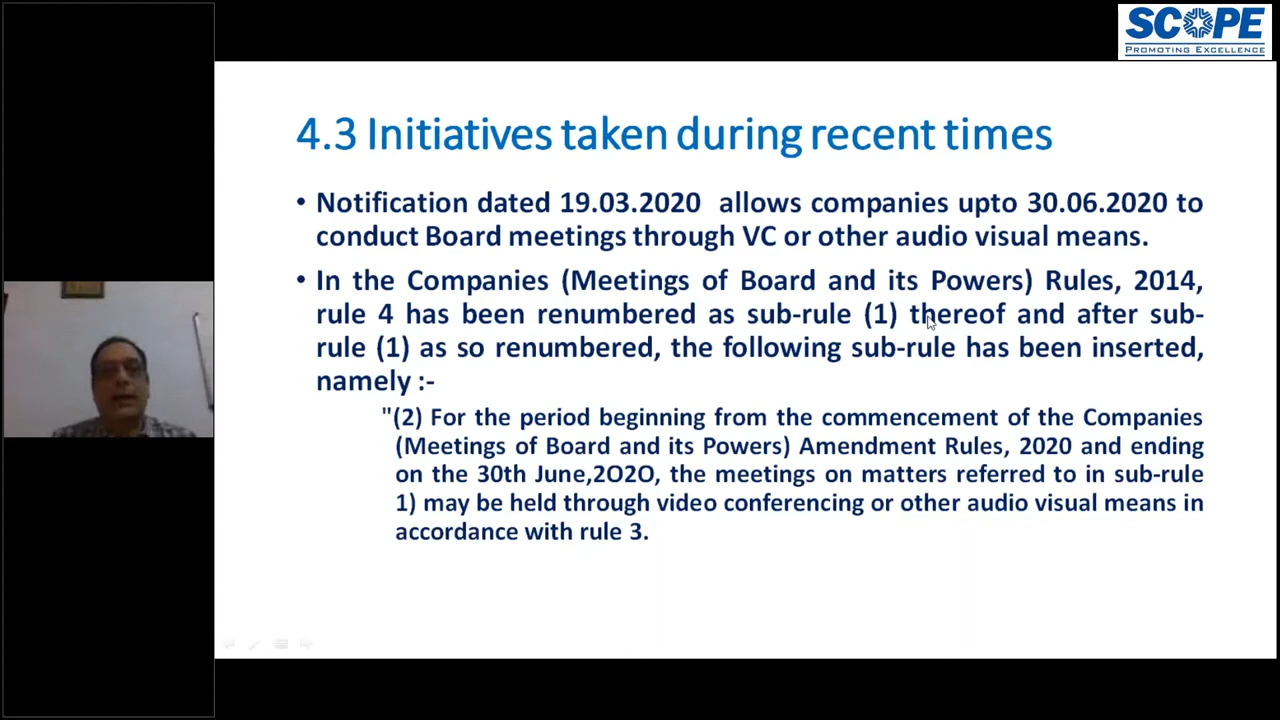 SCOPE
PROMOTING EXCELLENCE
4.3 Initiatives taken during recent times
• Notification dated 19.03.2020 allows companies upto 30.06.2020 to
conduct Board meetings through VC or other audio visual means.
• In the Companies (Meetings of Board and its Powers) Rules, 2014,
rule 4 has been renumbered as sub-rule (1) thereof and after sub-
rule (1) as so renumbered, the following sub-rule has been inserted,
namely :-
"(2) For the period beginning from the commencement of the Companies
(Meetings of Board and its Powers) Amendment Rules, 2020 and ending
on the 30th June,2O2O, the meetings on matters referred to in sub-rule
1) may be held through video conferencing or other audio visual means in
accordance with rule 3.